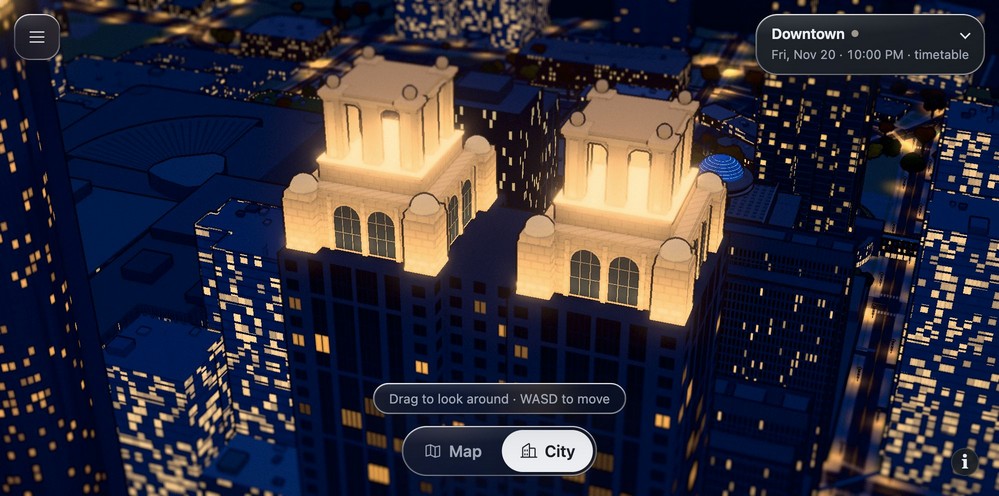 Downtown
Fri, Nov 20 · 10:00 PM · timetable
Drag to look around · WASD to move
Map
City
i